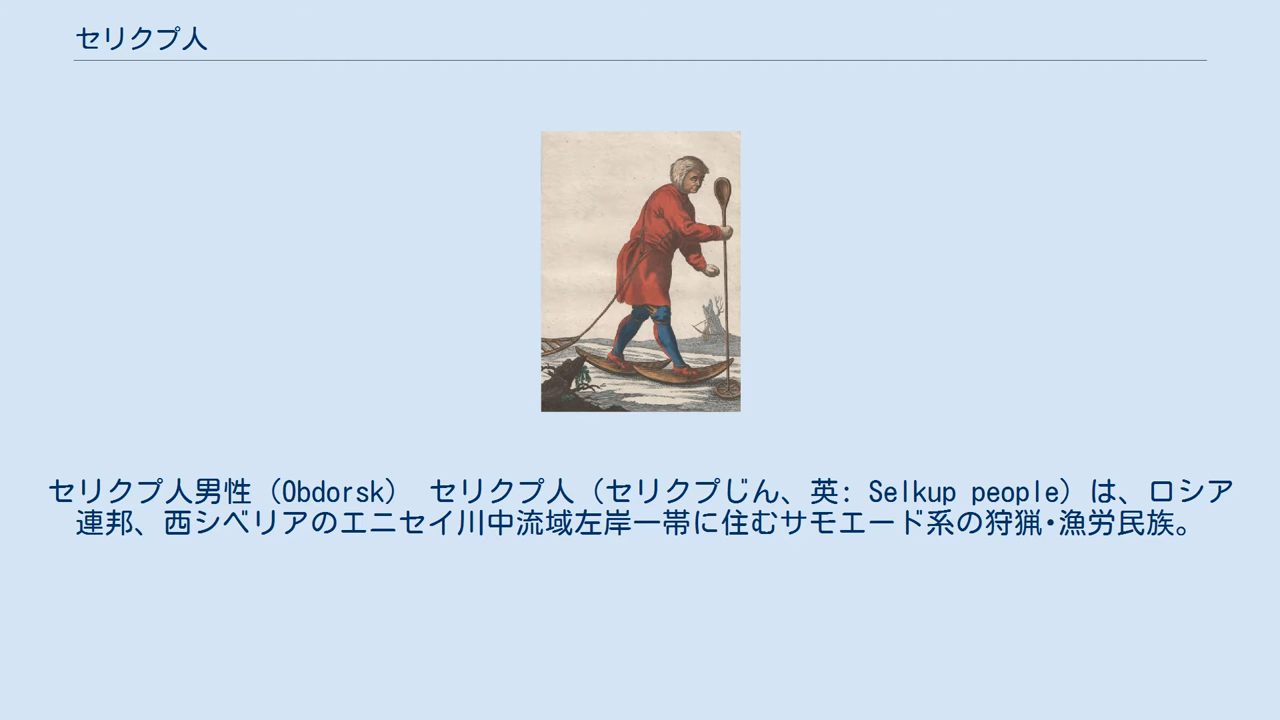 セリクプ人
セリクプ人男性（Obdorsk） セリクプ人（セリクプじん、英: Selkup people）は、ロシア
連邦、西シベリアのエニセイ川中流域左岸一帯に住むサモエード系の狩猟・漁労民族。